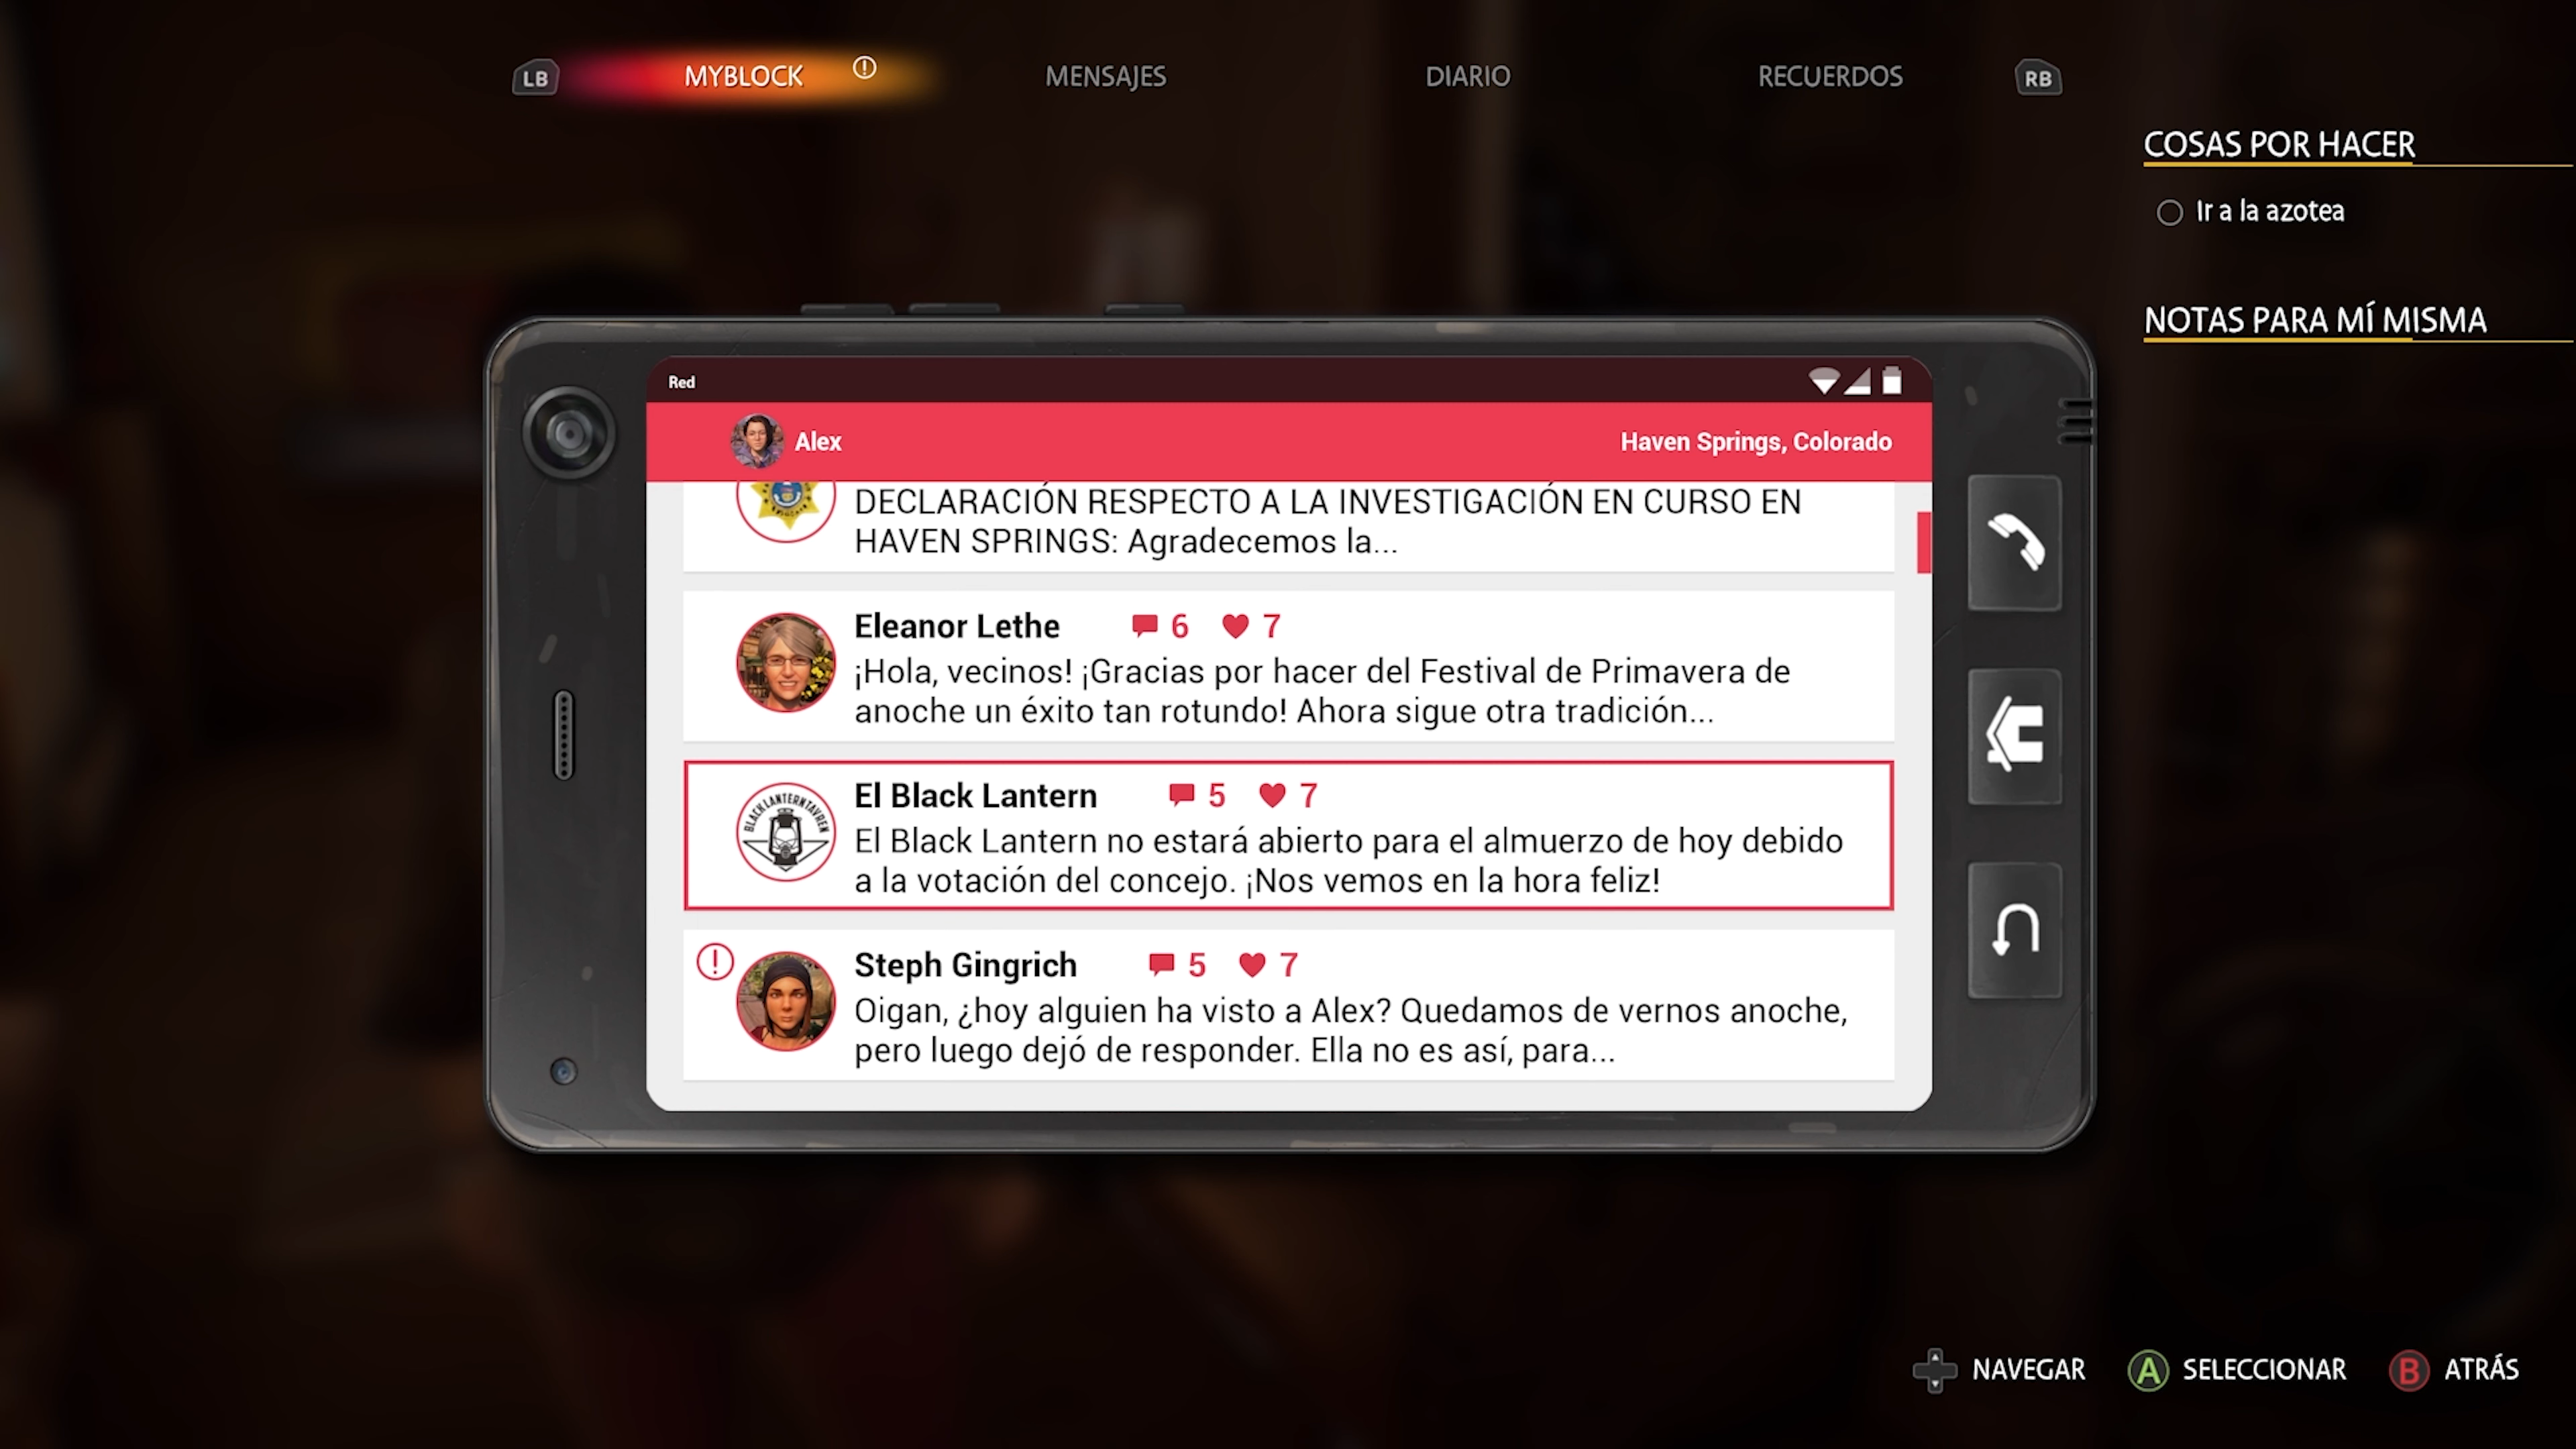 LB
MYBLOCK
MENSAJES
DIARIO
RECUERDOS
RB
COSAS POR HACER
Ir a la azotea
NOTAS PARA MÍ MISMA
Red
Alex
Haven Springs, Colorado
DECLARACIÓN RESPECTO A LA INVESTIGACIÓN EN CURSO EN
HAVEN SPRINGS: Agradecemos la...
Eleanor Lethe 6 7
¡Hola, vecinos! ¡Gracias por hacer del Festival de Primavera de
anoche un éxito tan rotundo! Ahora sigue otra tradición...
BLACK LANTERN TAVREN
El Black Lantern 5 7
El Black Lantern no estará abierto para el almuerzo de hoy debido
a la votación del concejo. ¡Nos vemos en la hora feliz!
Steph Gingrich 5 7
Oigan, ¿hoy alguien ha visto a Alex? Quedamos de vernos anoche,
pero luego dejó de responder. Ella no es así, para...
NAVEGAR
A SELECCIONAR
B ATRÁS